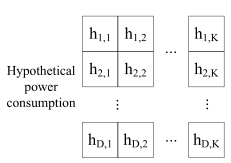 h1,1 h1,2 ... h1,K
h2,1 h2,2 h2,K
Hypothetical
power
consumption
⋮ ⋮
hD,1 hD,2 ... hD,K